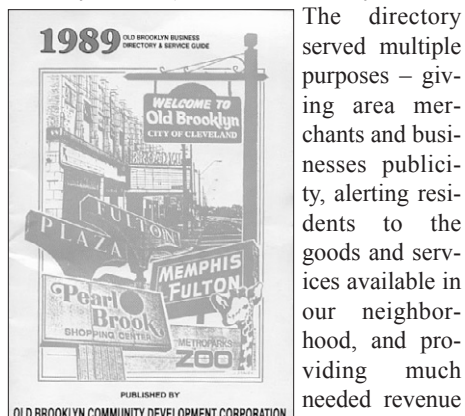 1989 OLD BROOKLYN BUSINESS
DIRECTORY & SERVICE GUIDE
WELCOME TO
Old Brooklyn
CITY OF CLEVELAND
FULTON
PLAZA
MEMPHIS
FULTON
Pearl
Brook
SHOPPING CENTER
METROPARKS
ZOO
PUBLISHED BY
OLD BROOKLYN COMMUNITY DEVELOPMENT CORPORATION
The directory
served multiple
purposes – giv-
ing area mer-
chants and busi-
nesses publici-
ty, alerting resi-
dents to the
goods and serv-
ices available in
our neighbor-
hood, and pro-
viding much
needed revenue